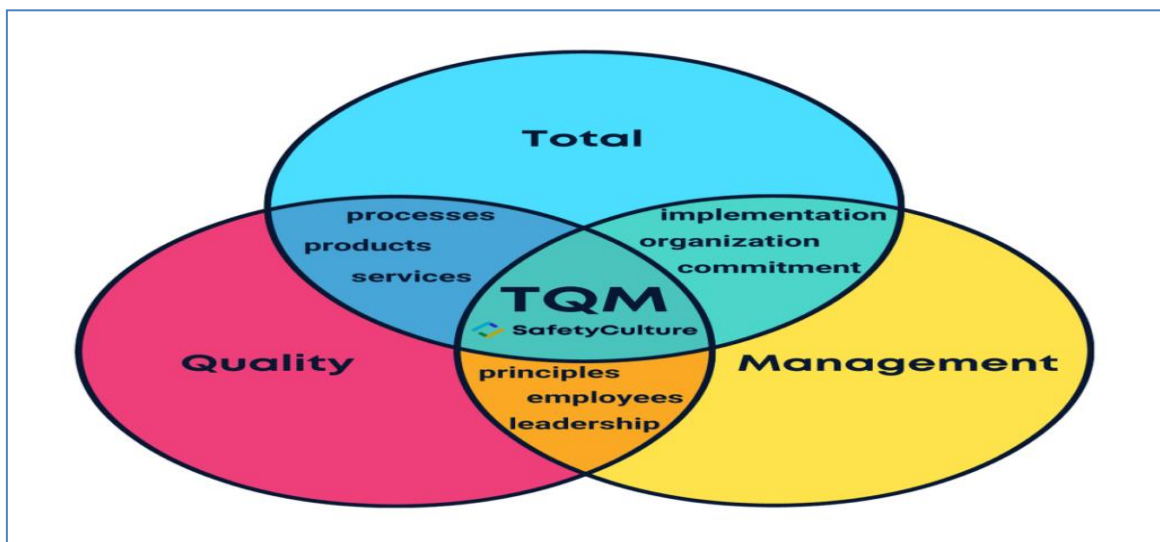 Total
processes
products
services
implementation
organization
commitment
TQM
SafetyCulture
Quality
Management
principles
employees
leadership